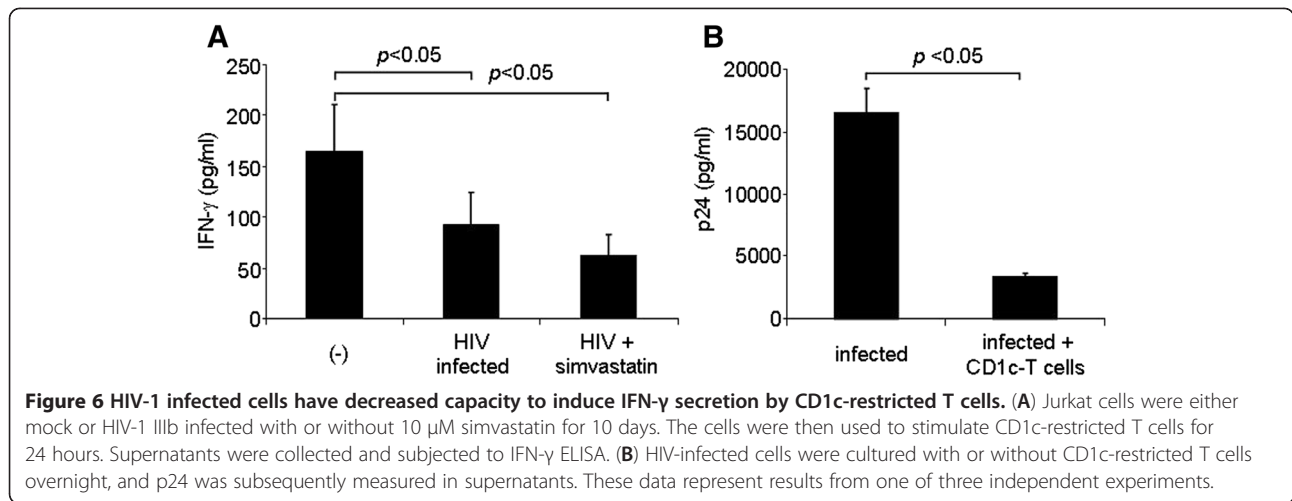 A
B
p<0.05
p<0.05
p <0.05
250
200
150
100
50
0
IFN-γ (pg/ml)
(-)
HIV
infected
HIV +
simvastatin
20000
15000
10000
5000
0
p24 (pg/ml)
infected
infected +
CD1c-T cells
Figure 6 HIV-1 infected cells have decreased capacity to induce IFN-γ secretion by CD1c-restricted T cells. (A) Jurkat cells were either
mock or HIV-1 IIIb infected with or without 10 μM simvastatin for 10 days. The cells were then used to stimulate CD1c-restricted T cells for
24 hours. Supernatants were collected and subjected to IFN-γ ELISA. (B) HIV-infected cells were cultured with or without CD1c-restricted T cells
overnight, and p24 was subsequently measured in supernatants. These data represent results from one of three independent experiments.